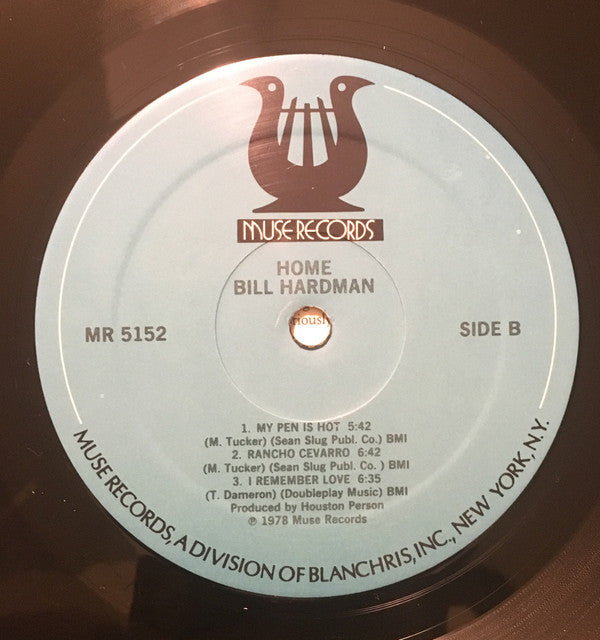 MUSE RECORDS
HOME
BILL HARDMAN
riously
MR 5152
SIDE B
1. MY PEN IS HOT 5:42
(M. Tucker) (Sean Slug Publ. Co.) BMI
2. RANCHO CEVARRO 6:42
(M. Tucker) (Sean Slug Publ. Co. ) BMI
3. I REMEMBER LOVE 6:35
(T. Dameron) (Doubleplay Music) BMI
Produced by Houston Person
℗ 1978 Muse Records
MUSE RECORDS, A DIVISION OF BLANCHRIS, INC., NEW YORK, N.Y.